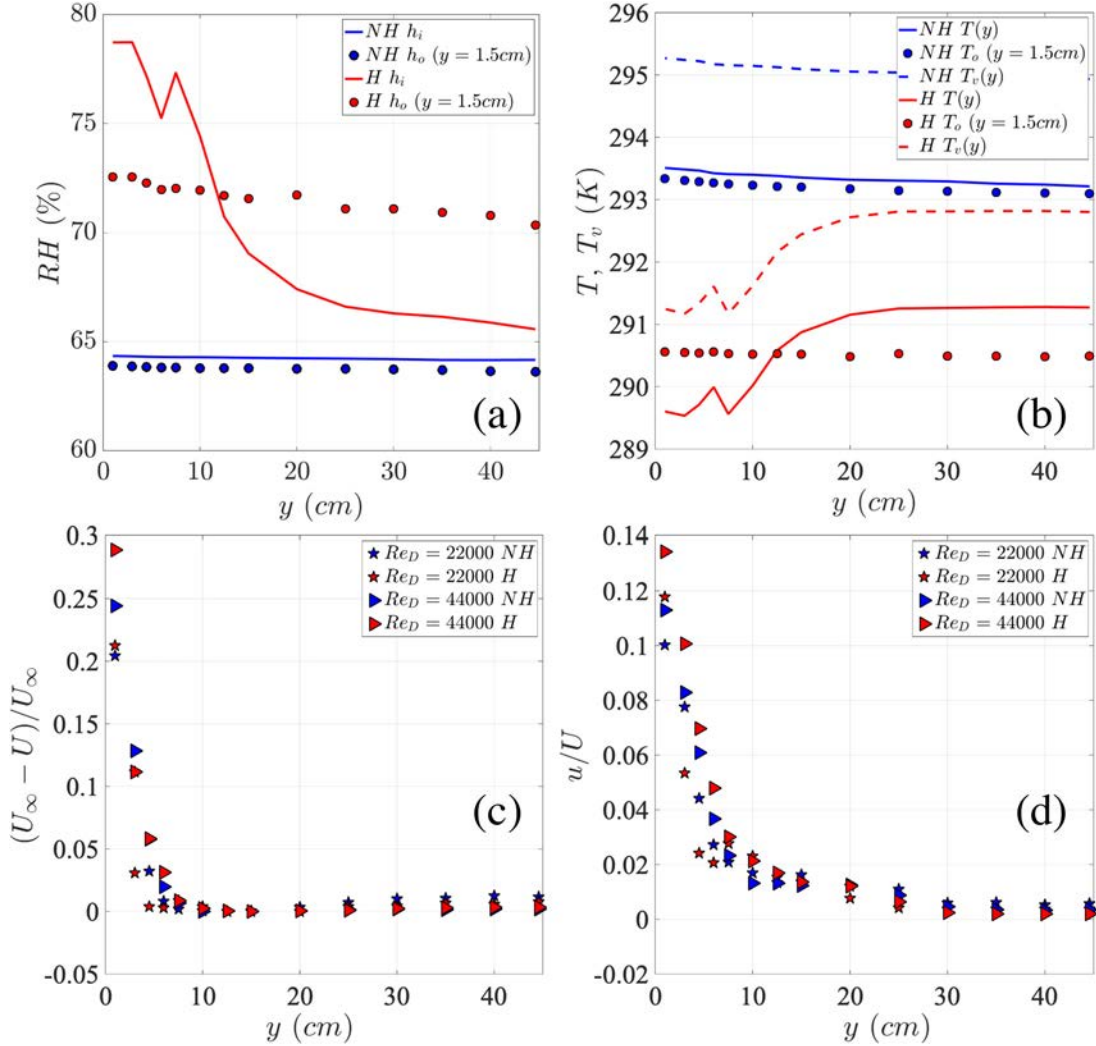 80
75
70
65
60
RH (%)
NH h_i
NH h_o (y = 1.5cm)
H h_i
H h_o (y = 1.5cm)
(a)
0 10 20 30 40
y (cm)
296
295
294
293
292
291
290
289
T, T_v (K)
NH T(y)
NH T_o (y = 1.5cm)
NH T_v(y)
H T(y)
H T_o (y = 1.5cm)
H T_v(y)
(b)
0 10 20 30 40
y (cm)
0.3
0.25
0.2
0.15
0.1
0.05
0
-0.05
(U_∞ − U)/U_∞
Re_D = 22000 NH
Re_D = 22000 H
Re_D = 44000 NH
Re_D = 44000 H
(c)
0 10 20 30 40
y (cm)
0.14
0.12
0.1
0.08
0.06
0.04
0.02
0
-0.02
u/U
Re_D = 22000 NH
Re_D = 22000 H
Re_D = 44000 NH
Re_D = 44000 H
(d)
0 10 20 30 40
y (cm)